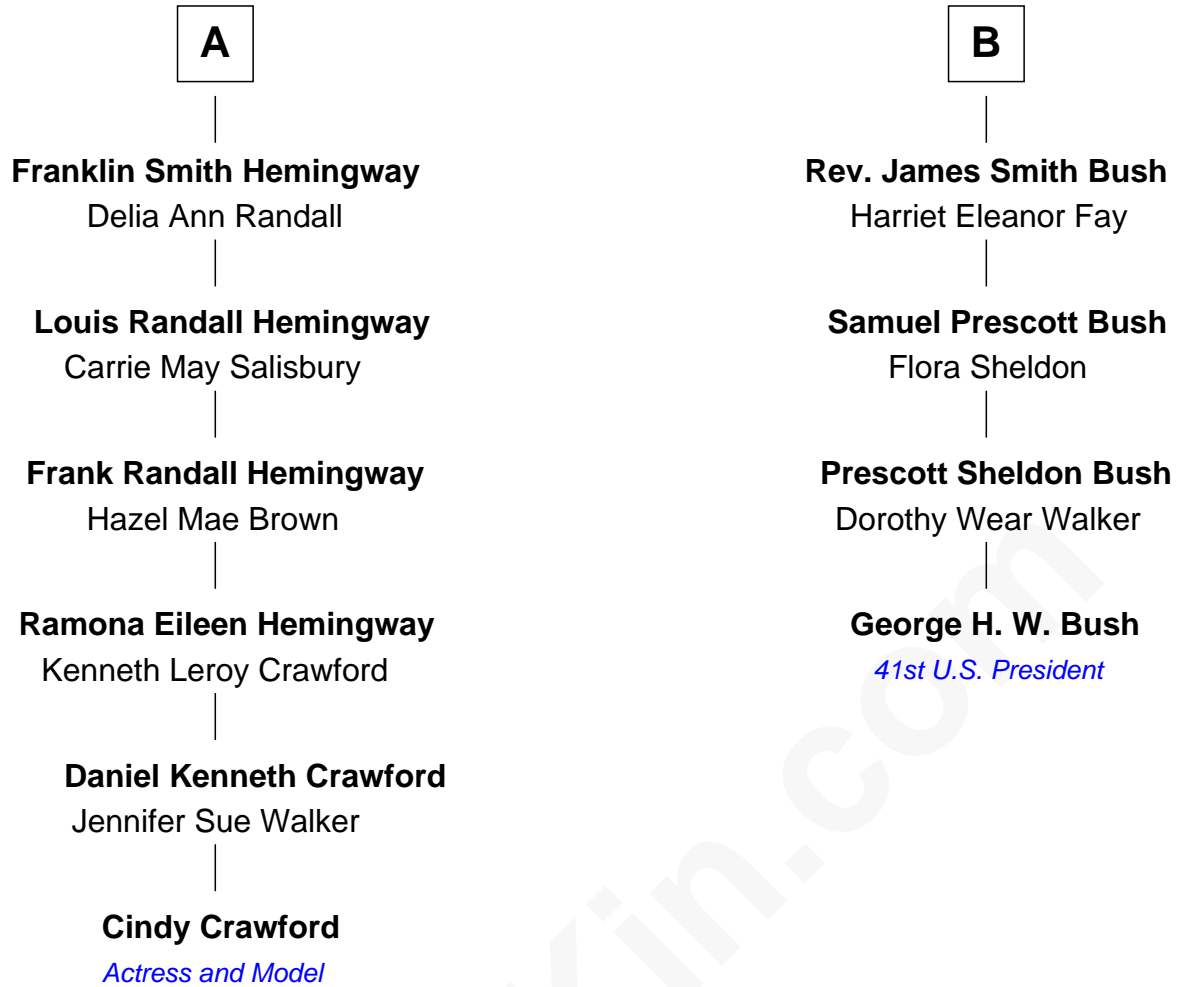 A
Franklin Smith Hemingway
Delia Ann Randall
Louis Randall Hemingway
Carrie May Salisbury
Frank Randall Hemingway
Hazel Mae Brown
Ramona Eileen Hemingway
Kenneth Leroy Crawford
Daniel Kenneth Crawford
Jennifer Sue Walker
Cindy Crawford
Actress and Model
B
Rev. James Smith Bush
Harriet Eleanor Fay
Samuel Prescott Bush
Flora Sheldon
Prescott Sheldon Bush
Dorothy Wear Walker
George H. W. Bush
41st U.S. President
Kin.com